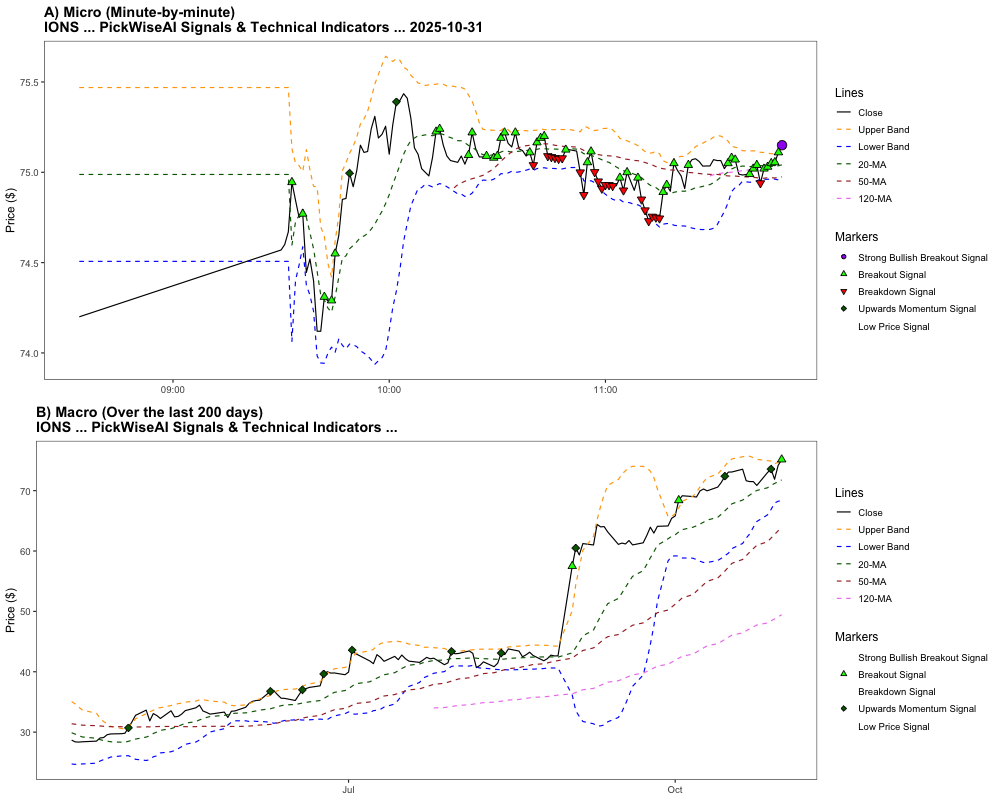 A) Micro (Minute-by-minute)
IONS ... PickWiseAI Signals & Technical Indicators ... 2025-10-31
75.5
75.0
74.5
74.0
Price ($)
09:00
10:00
11:00
Lines
Close
Upper Band
Lower Band
20-MA
50-MA
120-MA
Markers
Strong Bullish Breakout Signal
Breakout Signal
Breakdown Signal
Upwards Momentum Signal
Low Price Signal
B) Macro (Over the last 200 days)
IONS ... PickWiseAI Signals & Technical Indicators ...
70
60
50
40
30
Price ($)
Jul
Oct
Lines
Close
Upper Band
Lower Band
20-MA
50-MA
120-MA
Markers
Strong Bullish Breakout Signal
Breakout Signal
Breakdown Signal
Upwards Momentum Signal
Low Price Signal